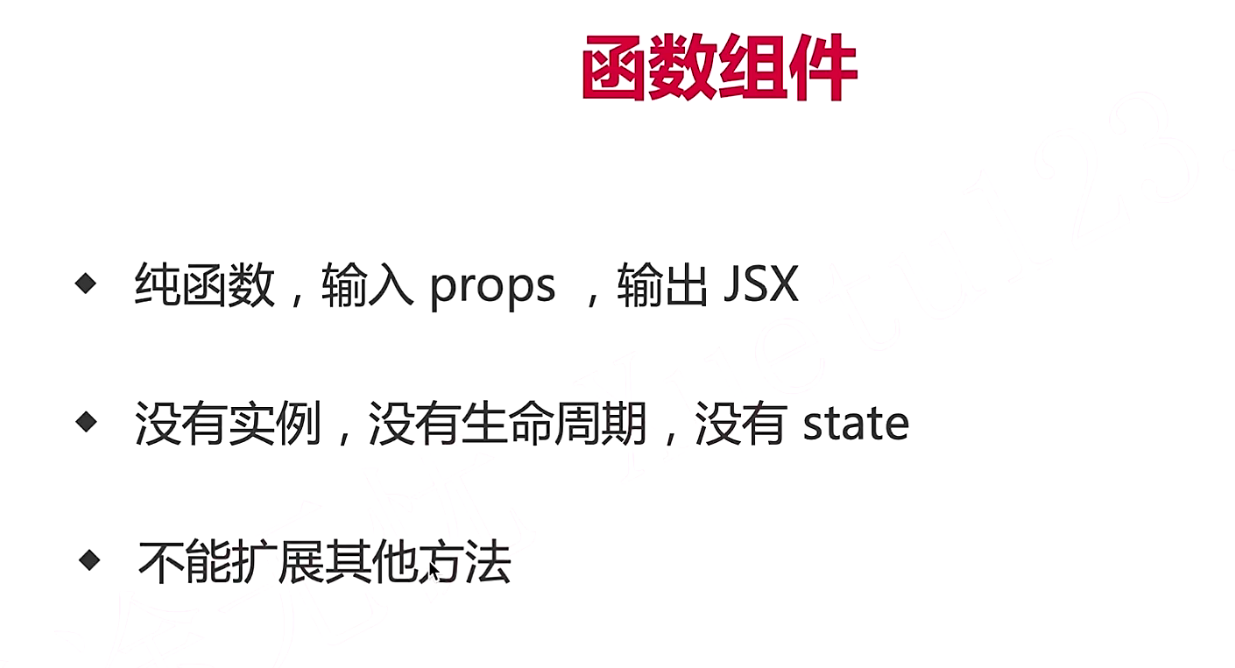 函数组件
◆ 纯函数，输入 props ，输出 JSX
◆ 没有实例，没有生命周期，没有 state
◆ 不能扩展其他方法